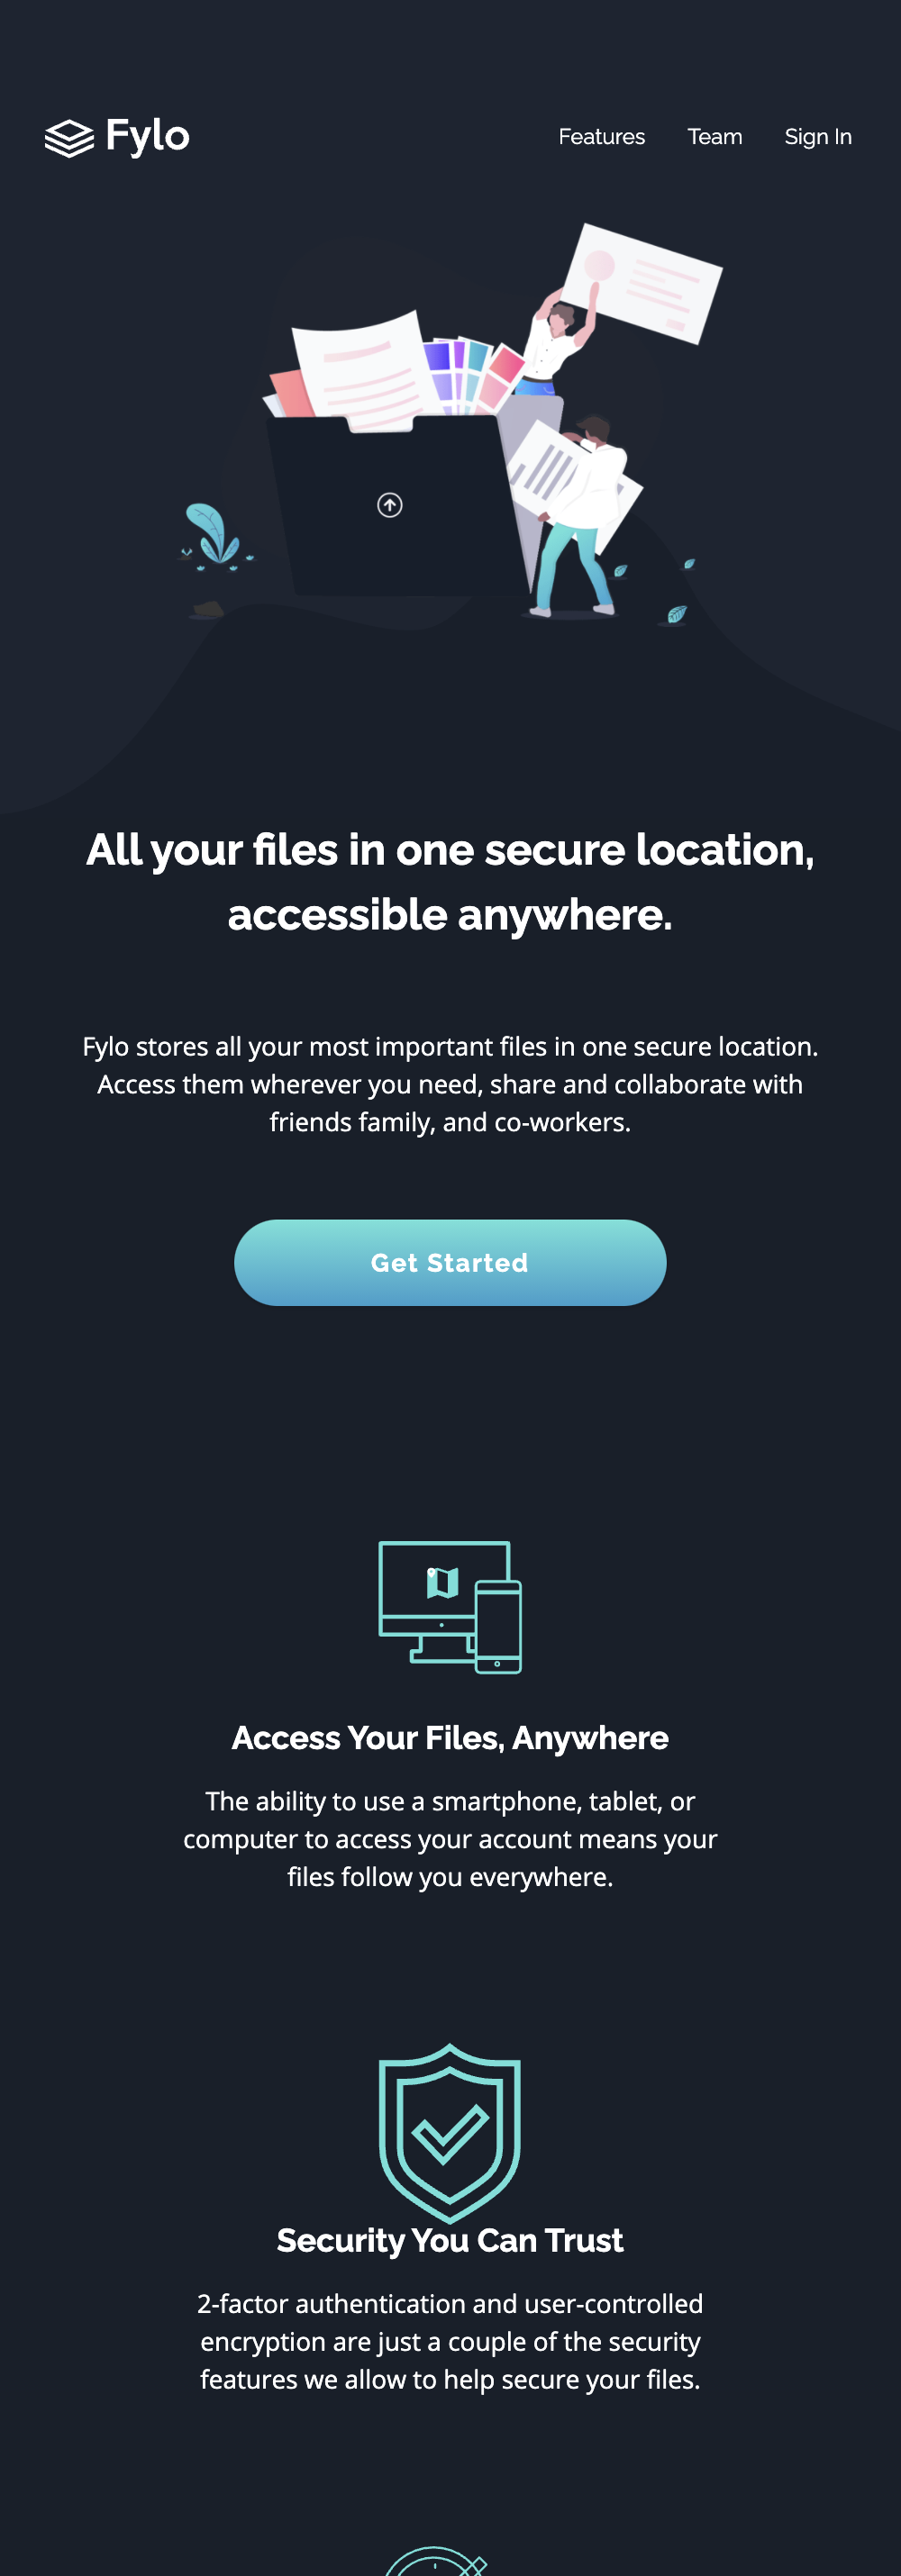 Fylo
Features Team Sign In
All your files in one secure location,
accessible anywhere.
Fylo stores all your most important files in one secure location.
Access them wherever you need, share and collaborate with
friends family, and co-workers.
Get Started
Access Your Files, Anywhere
The ability to use a smartphone, tablet, or
computer to access your account means your
files follow you everywhere.
Security You Can Trust
2-factor authentication and user-controlled
encryption are just a couple of the security
features we allow to help secure your files.